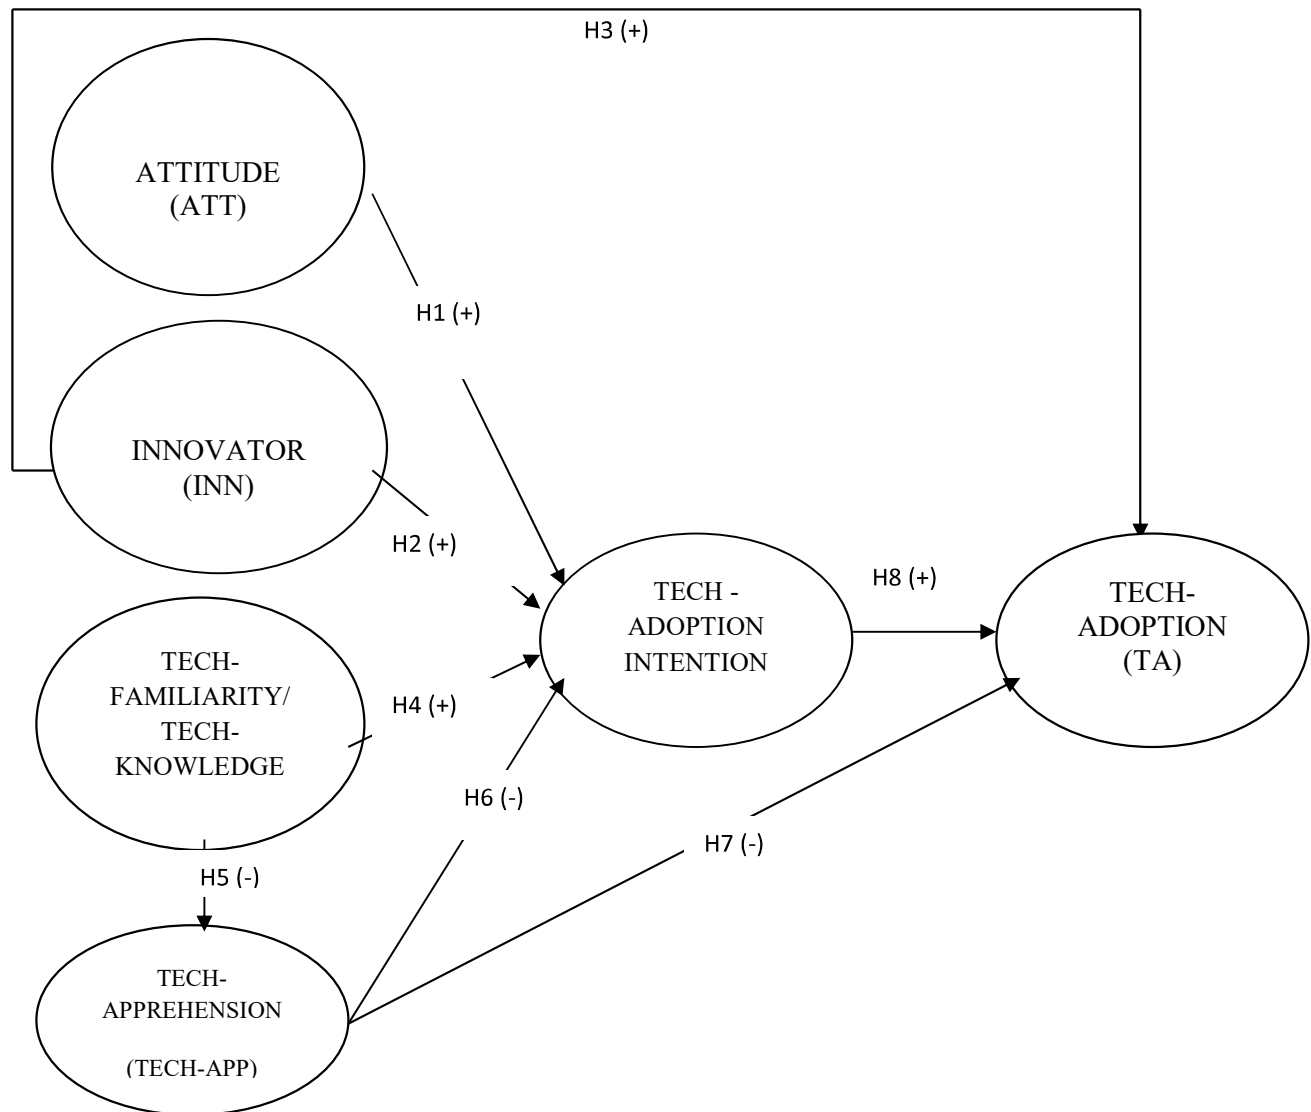 H3 (+)
ATTITUDE
(ATT)
H1 (+)
INNOVATOR
(INN)
H2 (+)
TECH-
FAMILIARITY/
TECH-
KNOWLEDGE
H4 (+)
TECH -
ADOPTION
INTENTION
H8 (+)
TECH-
ADOPTION
(TA)
H6 (-)
H7 (-)
H5 (-)
TECH-
APPREHENSION
(TECH-APP)